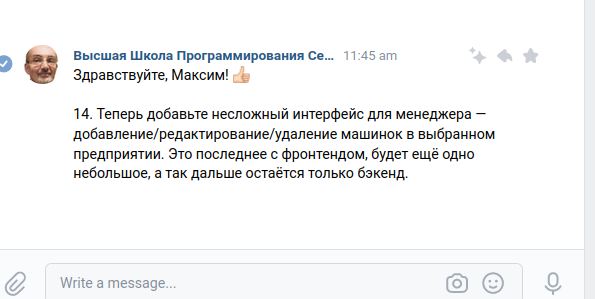 Высшая Школа Программирования Се... 11:45 am
Здравствуйте, Максим! 👍🏼
14. Теперь добавьте несложный интерфейс для менеджера —
добавление/редактирование/удаление машинок в выбранном
предприятии. Это последнее с фронтендом, будет ещё одно
небольшое, а так дальше остаётся только бэкенд.
Write a message...